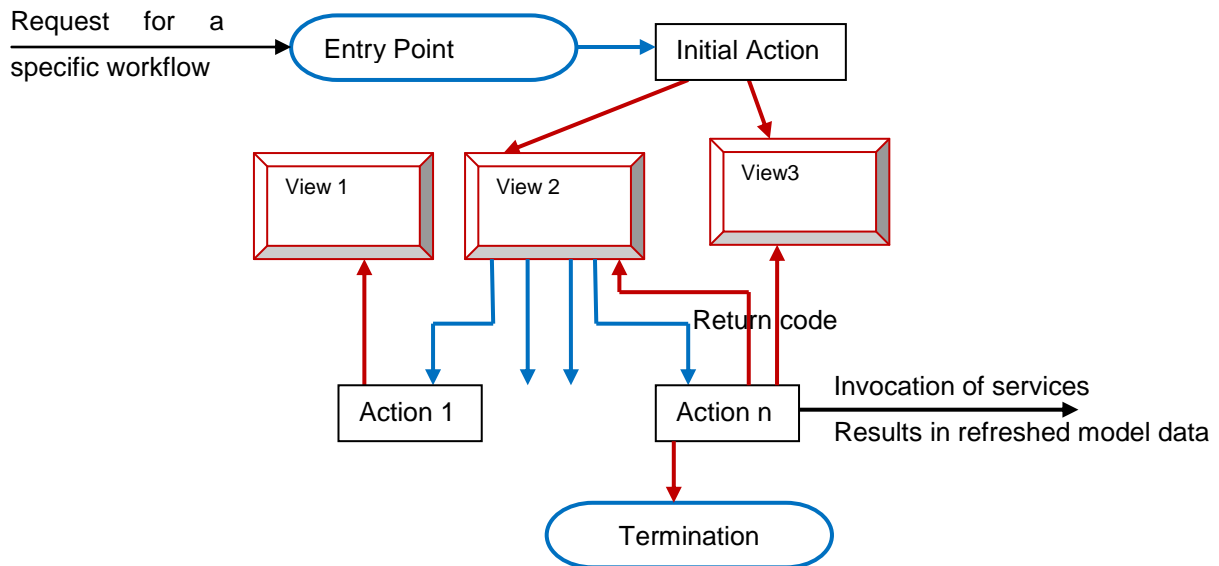 Request for a
specific workflow
Entry Point
Initial Action
View 1
View 2
View3
Return code
Action 1
Action n
Invocation of services
Results in refreshed model data
Termination